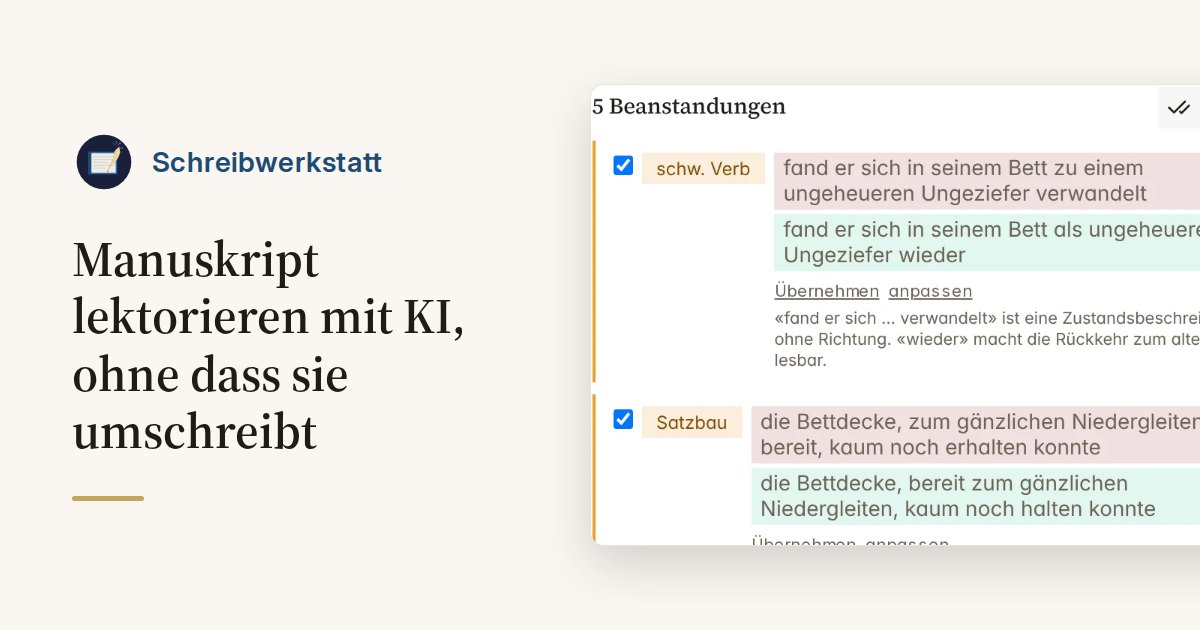 Schreibwerkstatt
Manuskript
lektorieren mit KI,
ohne dass sie
umschreibt
5 Beanstandungen
schw. Verb
fand er sich in seinem Bett zu einem
ungeheueren Ungeziefer verwandelt
fand er sich in seinem Bett als ungeheuere
Ungeziefer wieder
Übernehmen anpassen
«fand er sich ... verwandelt» ist eine Zustandsbeschrei
ohne Richtung. «wieder» macht die Rückkehr zum alte
lesbar.
Satzbau
die Bettdecke, zum gänzlichen Niedergleiten
bereit, kaum noch erhalten konnte
die Bettdecke, bereit zum gänzlichen
Niedergleiten, kaum noch halten konnte
Übernehmen anpassen